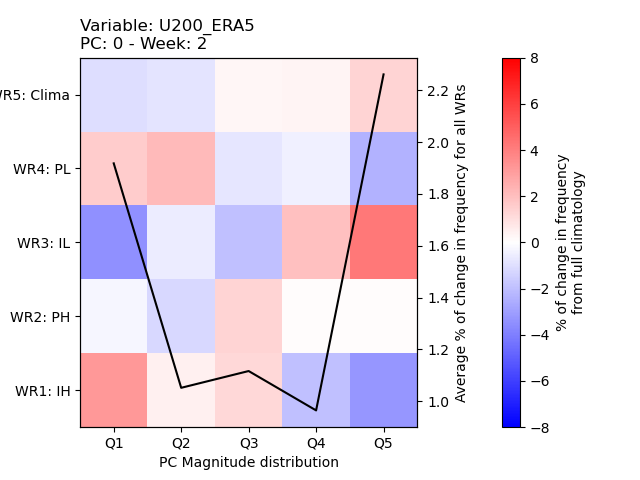 Variable: U200_ERA5
PC: 0 - Week: 2
WR5: Clima
WR4: PL
WR3: IL
WR2: PH
WR1: IH
Q1 Q2 Q3 Q4 Q5
PC Magnitude distribution
2.2
2.0
1.8
1.6
1.4
1.2
1.0
Average % of change in frequency for all WRs
8
6
4
2
0
−2
−4
−6
−8
% of change in frequency
from full climatology